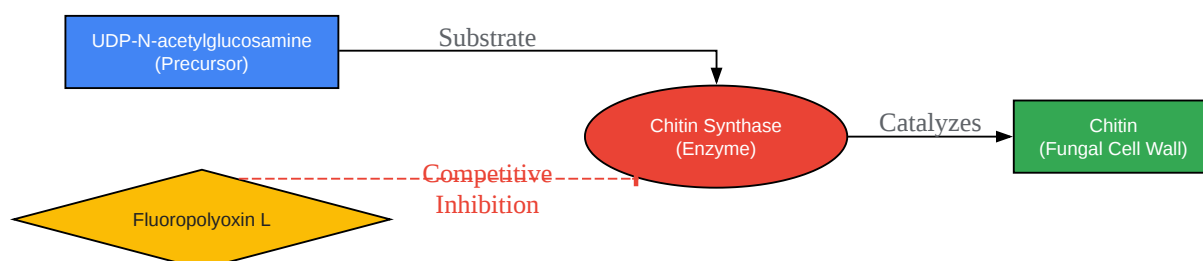 UDP-N-acetylglucosamine
(Precursor)
Substrate
Chitin Synthase
(Enzyme)
Catalyzes
Chitin
(Fungal Cell Wall)
Competitive
Inhibition
Fluoropolyoxin L